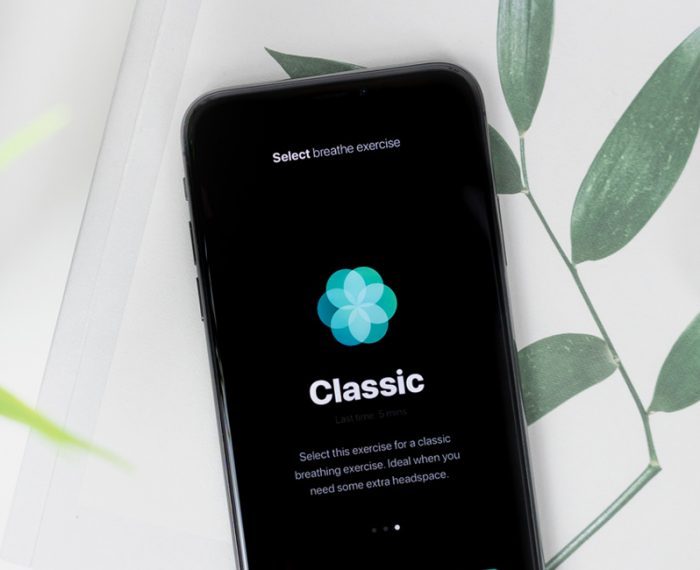 Select breathe exercise
Classic
Last time: 5 mins
Select this exercise for a classic
breathing exercise. Ideal when you
need some extra headspace.